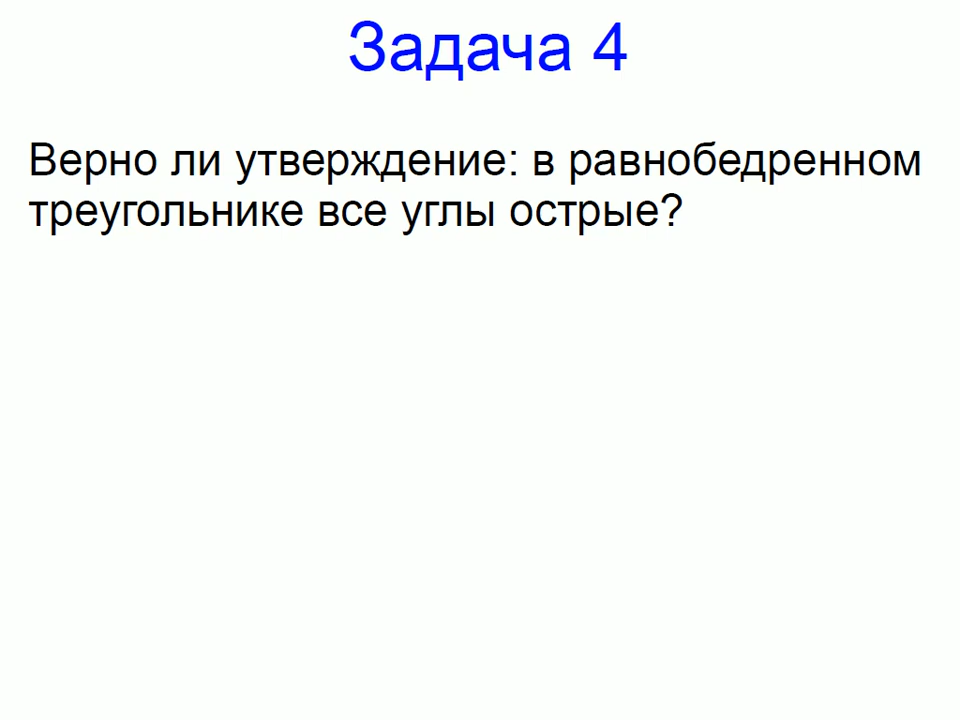 Задача 4
Верно ли утверждение: в равнобедренном
треугольнике все углы острые?